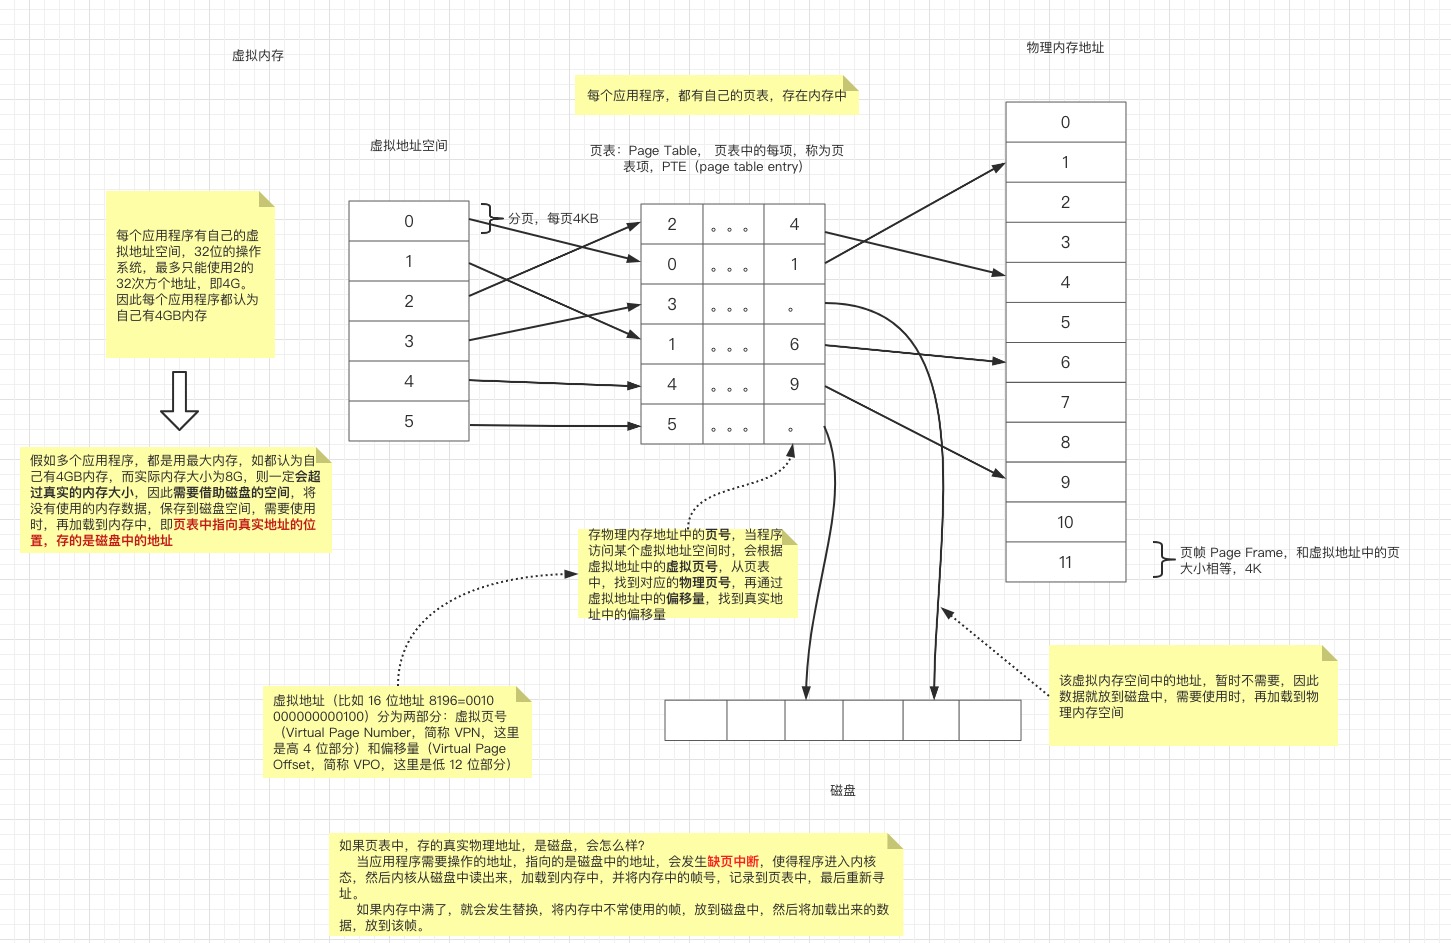 虚拟内存
物理内存地址
每个应用程序，都有自己的页表，存在内存中
虚拟地址空间
页表：Page Table， 页表中的每项，称为页
表项，PTE（page table entry)
每个应用程序有自己的虚
拟地址空间，32位的操作
系统，最多只能使用2的
32次方个地址，即4G。
因此每个应用程序都认为
自己有4GB内存
0
1
2
3
4
5
分页，每页4KB
2 。。。 4
0 。。。 1
3 。。。 。
1 。。。 6
4 。。。 9
5 。。。 。
0
1
2
3
4
5
6
7
8
9
10
11
页帧 Page Frame，和虚拟地址中的页
大小相等，4K
假如多个应用程序，都是用最大内存，如都认为自
己有4GB内存，而实际内存大小为8G，则一定会超
过真实的内存大小，因此需要借助磁盘的空间，将
没有使用的内存数据，保存到磁盘空间，需要使用
时，再加载到内存中，即页表中指向真实地址的位
置，存的是磁盘中的地址
存物理内存地址中的页号，当程序
访问某个虚拟地址空间时，会根据
虚拟地址中的虚拟页号，从页表
中，找到对应的物理页号，再通过
虚拟地址中的偏移量，找到真实地
址中的偏移量
虚拟地址（比如 16 位地址 8196=0010
000000000100）分为两部分：虚拟页号
（Virtual Page Number，简称 VPN，这里
是高 4 位部分）和偏移量（Virtual Page
Offset，简称 VPO，这里是低 12 位部分）
该虚拟内存空间中的地址，暂时不需要，因此
数据就放到磁盘中，需要使用时，再加载到物
理内存空间
磁盘
如果页表中，存的真实物理地址，是磁盘，会怎么样？
当应用程序需要操作的地址，指向的是磁盘中的地址，会发生缺页中断，使得程序进入内核
态，然后内核从磁盘中读出来，加载到内存中，并将内存中的帧号，记录到页表中，最后重新寻
址。
如果内存中满了，就会发生替换，将内存中不常使用的帧，放到磁盘中，然后将加载出来的数
据，放到该帧。